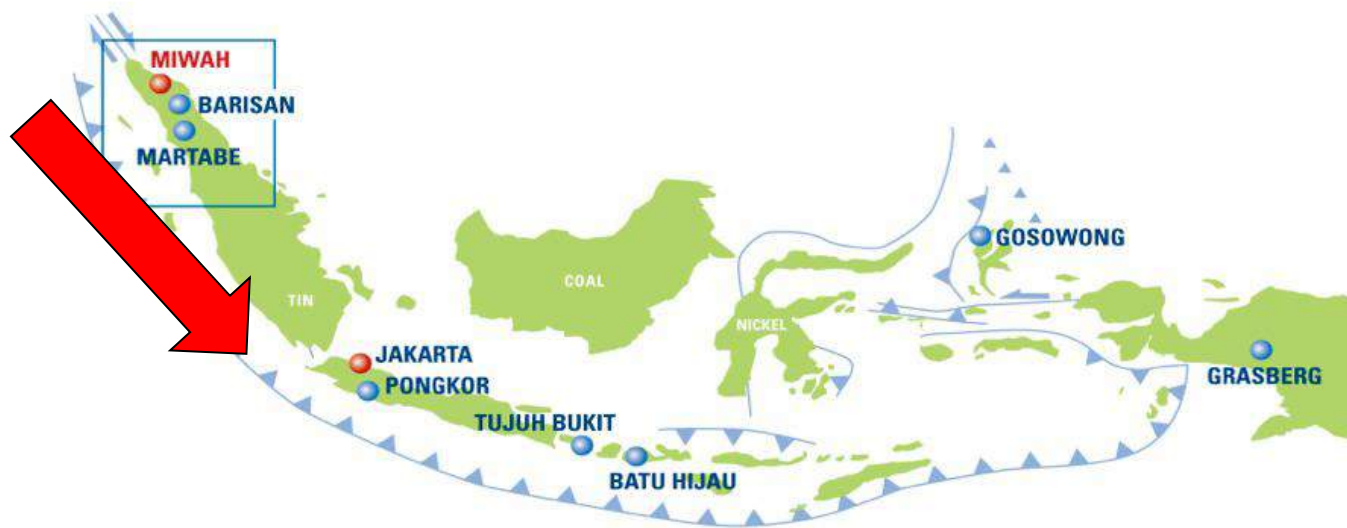 MIWAH
BARISAN
MARTABE
GOSOWONG
COAL
TIN
NICKEL
JAKARTA
GRASBERG
PONGKOR
TUJUH BUKIT
BATU HIJAU